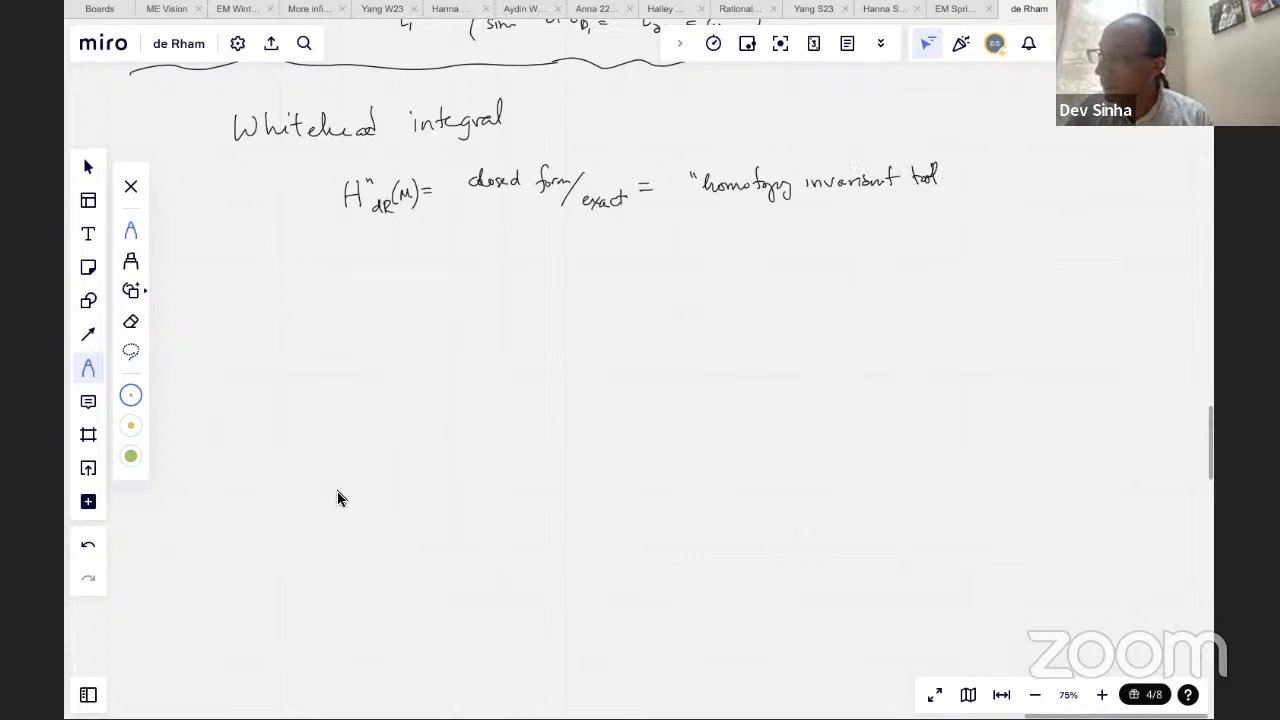 Boards ME Vision EM Wint... More infi... Yang W23 Hanna ... Aydin W... Anna 22... Halley ... Rational... Yang S23 Hanna S... EM Spri... de Rham
miro de Rham
Dev Sinha
Whitehead integral
Hⁿ_dR(M) = closed form/exact = "homotopy invariant tool
zoom
75% 4/8